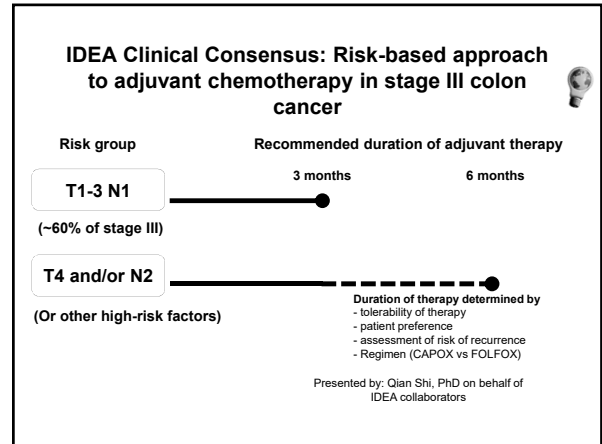 IDEA Clinical Consensus: Risk-based approach
to adjuvant chemotherapy in stage III colon
cancer
Risk group
Recommended duration of adjuvant therapy
3 months
6 months
T1-3 N1
(~60% of stage III)
T4 and/or N2
(Or other high-risk factors)
Duration of therapy determined by
- tolerability of therapy
- patient preference
- assessment of risk of recurrence
- Regimen (CAPOX vs FOLFOX)
Presented by: Qian Shi, PhD on behalf of
IDEA collaborators